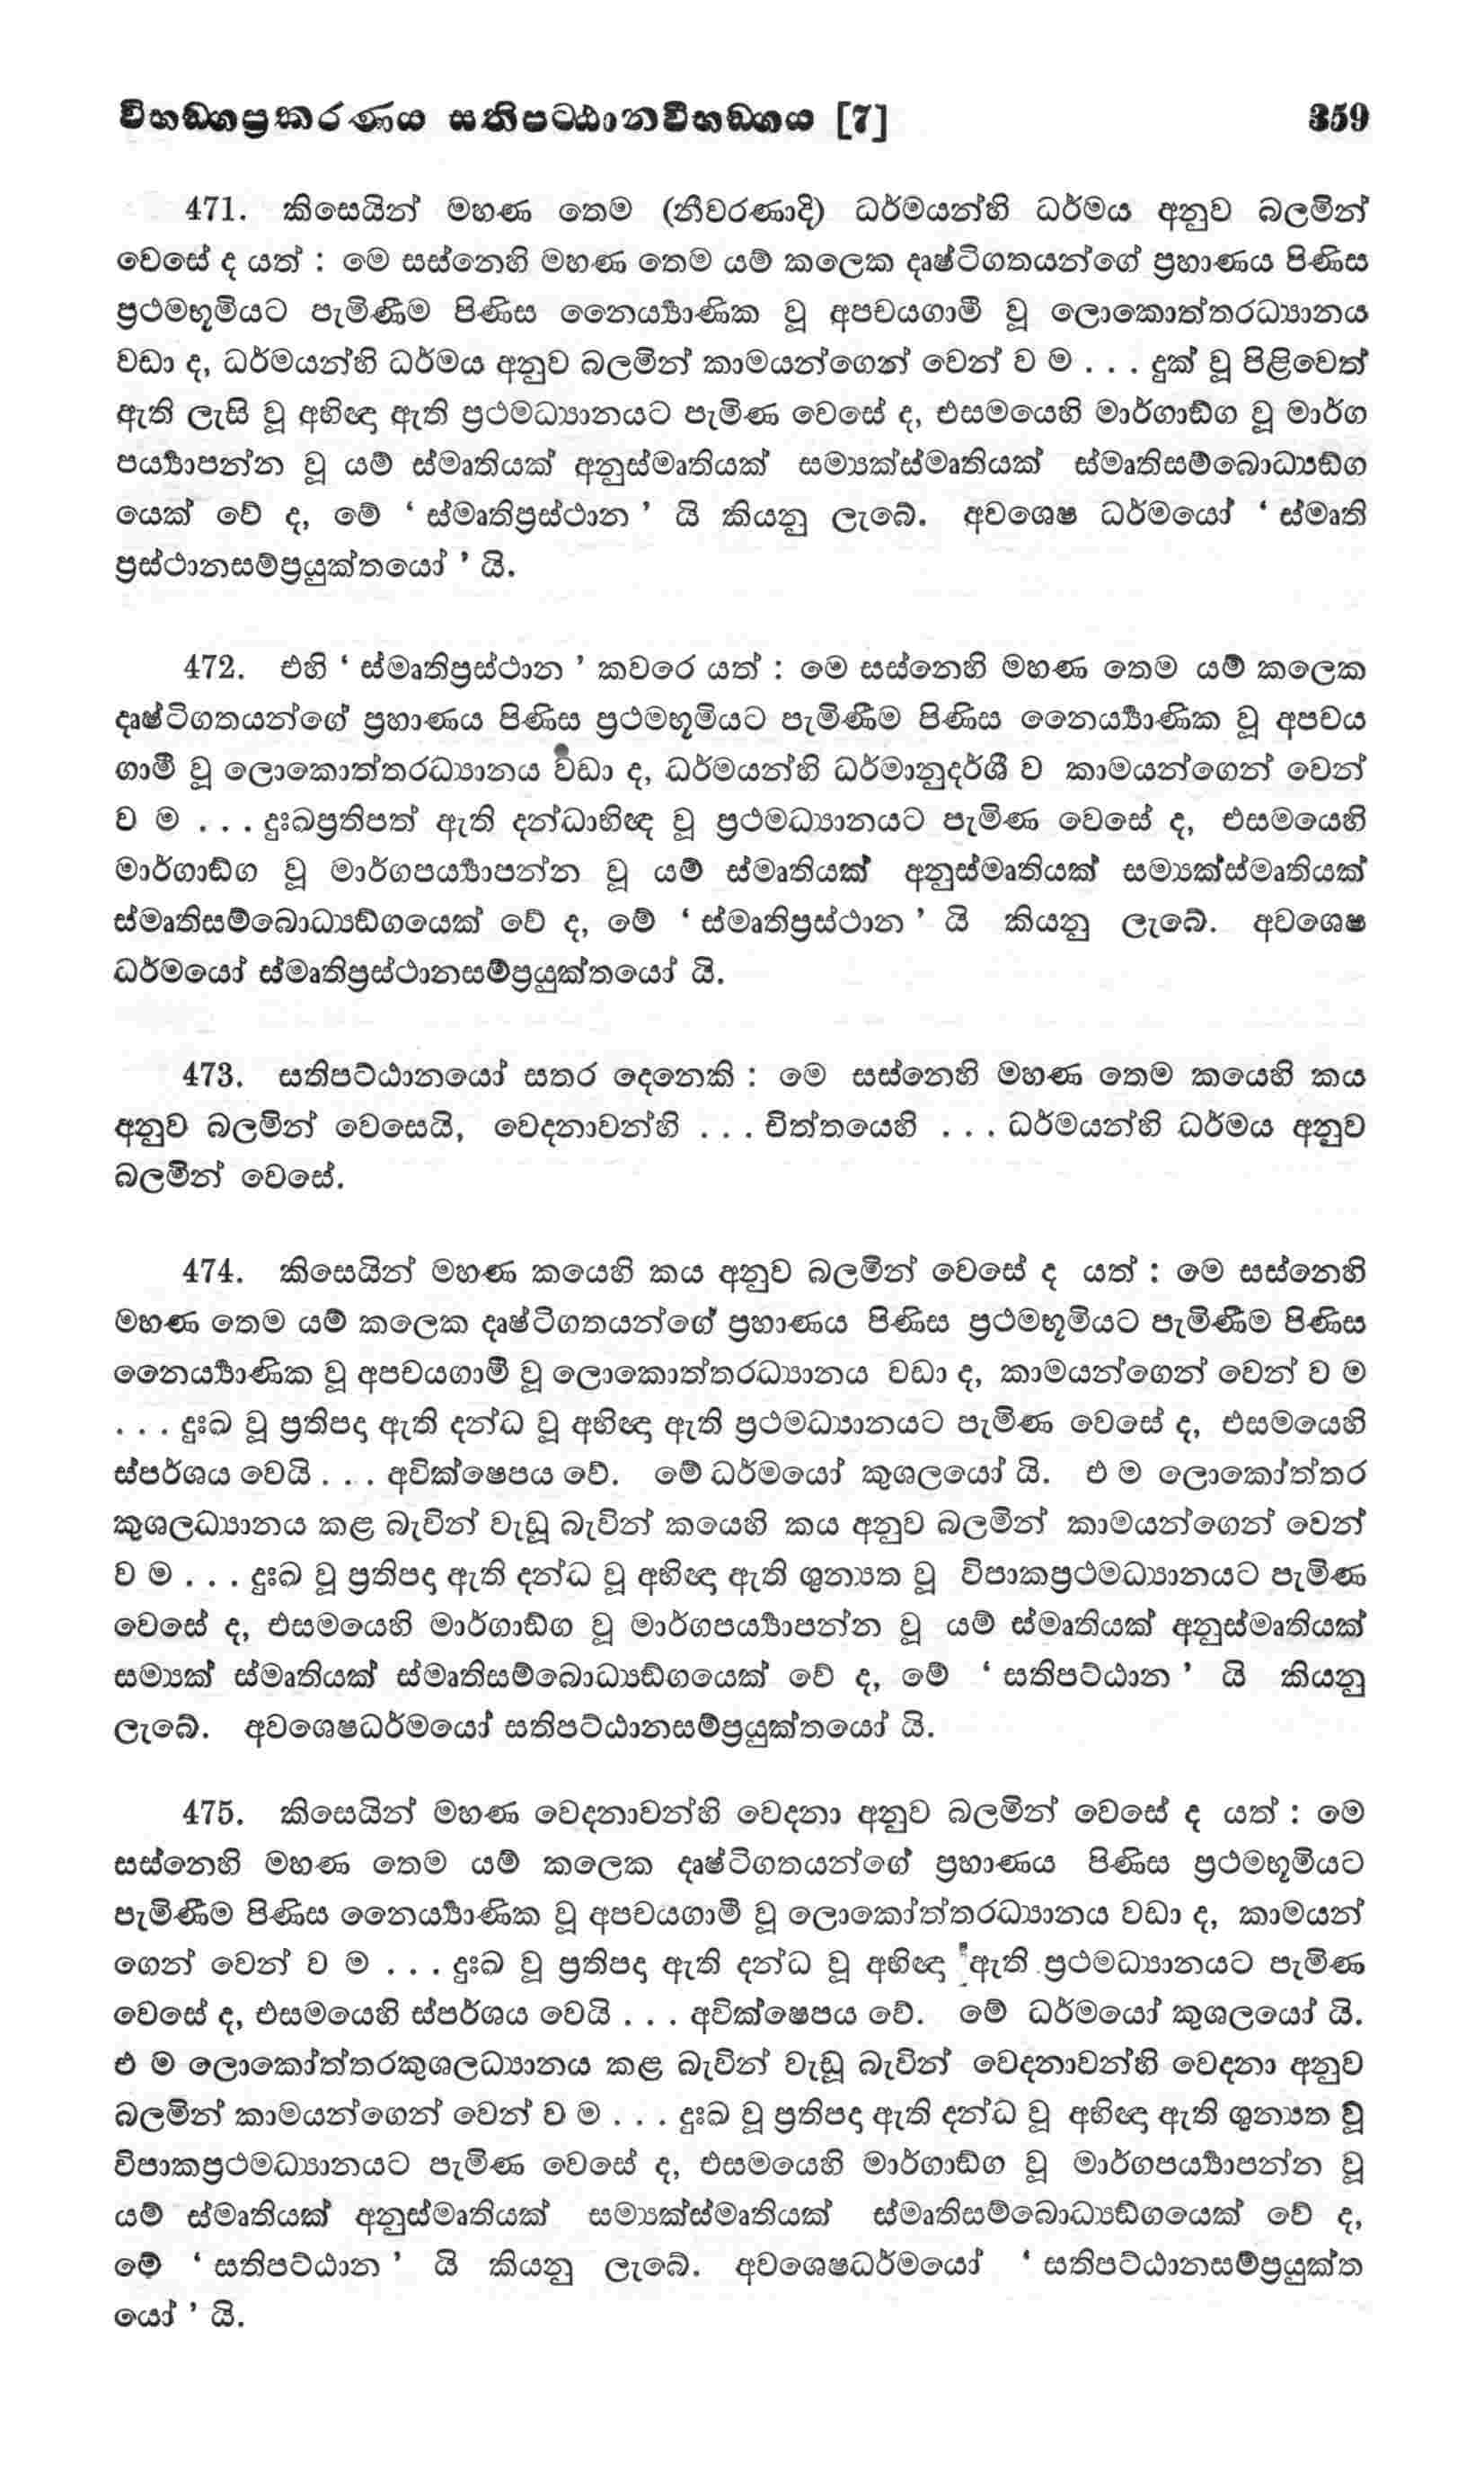 විභඞ්ගප්‍රකරණය සතිපට්ඨානවිභඞ්ගය [7] 359
471. කිසෙයින් මහණ තෙම (නීවරණාදි) ධර්මයන්හි ධර්මය අනුව බලමින්
වෙසේ ද යත් : මෙ සස්නෙහි මහණ තෙම යම් කලෙක දෘෂ්ටිගතයන්ගේ ප්‍රහාණය පිණිස
ප්‍රථමභූමියට පැමිණීම පිණිස නෛර්‍ය්‍යාණික වූ අපචයගාමී වූ ලොකොත්තරධ්‍යානය
වඩා ද, ධර්මයන්හි ධර්මය අනුව බලමින් කාමයන්ගෙන් වෙන් ව ම . . . දුක් වූ පිළිවෙත්
ඇති ලැසි වූ අභිඥා ඇති ප්‍රථමධ්‍යානයට පැමිණ වෙසේ ද, එසමයෙහි මාර්ගාඞ්ග වූ මාර්ග
පර්‍ය්‍යාපන්න වූ යම් ස්මෘතියක් අනුස්මෘතියක් සම්‍යක්ස්මෘතියක් ස්මෘතිසම්බොධ්‍යඞ්ග
යෙක් වේ ද, මේ ‘ ස්මෘතිප්‍රස්ථාන ’ යි කියනු ලැබේ. අවශෙෂ ධර්මයෝ ‘ ස්මෘති
ප්‍රස්ථානසම්ප්‍රයුක්තයෝ ’ යි.
472. එහි ‘ ස්මෘතිප්‍රස්ථාන ’ කවරෙ යත් : මෙ සස්නෙහි මහණ තෙම යම් කලෙක
දෘෂ්ටිගතයන්ගේ ප්‍රහාණය පිණිස ප්‍රථමභූමියට පැමිණීම පිණිස නෛර්‍ය්‍යාණික වූ අපචය
ගාමී වූ ලොකොත්තරධ්‍යානය වඩා ද, ධර්මයන්හි ධර්මානුදර්ශී ව කාමයන්ගෙන් වෙන්
ව ම . . . දුඃඛප්‍රතිපත් ඇති දන්ධාභිඥ වූ ප්‍රථමධ්‍යානයට පැමිණ වෙසේ ද, එසමයෙහි
මාර්ගාඞ්ග වූ මාර්ගපර්‍ය්‍යාපන්න වූ යම් ස්මෘතියක් අනුස්මෘතියක් සම්‍යක්ස්මෘතියක්
ස්මෘතිසම්බොධ්‍යඞ්ගයෙක් වේ ද, මේ ‘ ස්මෘතිප්‍රස්ථාන ’ යි කියනු ලැබේ. අවශෙෂ
ධර්මයෝ ස්මෘතිප්‍රස්ථානසම්ප්‍රයුක්තයෝ යි.
473. සතිපට්ඨානයෝ සතර දෙනෙකි : මෙ සස්නෙහි මහණ තෙම කයෙහි කය
අනුව බලමින් වෙසෙයි, වෙදනාවන්හි . . . චිත්තයෙහි . . . ධර්මයන්හි ධර්මය අනුව
බලමින් වෙසේ.
474. කිසෙයින් මහණ කයෙහි කය අනුව බලමින් වෙසේ ද යත් : මෙ සස්නෙහි
මහණ තෙම යම් කලෙක දෘෂ්ටිගතයන්ගේ ප්‍රහාණය පිණිස ප්‍රථමභූමියට පැමිණීම පිණිස
නෛර්‍ය්‍යාණික වූ අපචයගාමී වූ ලොකොත්තරධ්‍යානය වඩා ද, කාමයන්ගෙන් වෙන් ව ම
. . . දුඃඛ වූ ප්‍රතිපදා ඇති දන්ධ වූ අභිඥා ඇති ප්‍රථමධ්‍යානයට පැමිණ වෙසේ ද, එසමයෙහි
ස්පර්ශය වෙයි . . . අවික්ෂෙපය වේ. මේ ධර්මයෝ කුශලයෝ යි. එ ම ලොකෝත්තර
කුශලධ්‍යානය කළ බැවින් වැඩූ බැවින් කයෙහි කය අනුව බලමින් කාමයන්ගෙන් වෙන්
ව ම . . . දුඃඛ වූ ප්‍රතිපදා ඇති දන්ධ වූ අභිඥා ඇති ශුන්‍යත වූ විපාකප්‍රථමධ්‍යානයට පැමිණ
වෙසේ ද, එසමයෙහි මාර්ගාඞ්ග වූ මාර්ගපර්‍ය්‍යාපන්න වූ යම් ස්මෘතියක් අනුස්මෘතියක්
සම්‍යක් ස්මෘතියක් ස්මෘතිසම්බොධ්‍යඞ්ගයෙක් වේ ද, මේ ‘ සතිපට්ඨාන ’ යි කියනු
ලැබේ. අවශෙෂධර්මයෝ සතිපට්ඨානසම්ප්‍රයුක්තයෝ යි.
475. කිසෙයින් මහණ වෙදනාවන්හි වෙදනා අනුව බලමින් වෙසේ ද යත් : මෙ
සස්නෙහි මහණ තෙම යම් කලෙක දෘෂ්ටිගතයන්ගේ ප්‍රහාණය පිණිස ප්‍රථමභූමියට
පැමිණීම පිණිස නෛර්‍ය්‍යාණික වූ අපචයගාමී වූ ලොකෝත්තරධ්‍යානය වඩා ද, කාමයන්
ගෙන් වෙන් ව ම . . . දුඃඛ වූ ප්‍රතිපදා ඇති දන්ධ වූ අභිඥා ඇති ප්‍රථමධ්‍යානයට පැමිණ
වෙසේ ද, එසමයෙහි ස්පර්ශය වෙයි . . . අවික්ෂෙපය වේ. මේ ධර්මයෝ කුශලයෝ යි.
එ ම ලොකෝත්තරකුශලධ්‍යානය කළ බැවින් වැඩූ බැවින් වෙදනාවන්හි වෙදනා අනුව
බලමින් කාමයන්ගෙන් වෙන් ව ම . . . දුඃඛ වූ ප්‍රතිපදා ඇති දන්ධ වූ අභිඥා ඇති ශුන්‍යත වූ
විපාකප්‍රථමධ්‍යානයට පැමිණ වෙසේ ද, එසමයෙහි මාර්ගාඞ්ග වූ මාර්ගපර්‍ය්‍යාපන්න වූ
යම් ස්මෘතියක් අනුස්මෘතියක් සම්‍යක්ස්මෘතියක් ස්මෘතිසම්බොධ්‍යඞ්ගයෙක් වේ ද,
මේ ‘ සතිපට්ඨාන ’ යි කියනු ලැබේ. අවශෙෂධර්මයෝ ‘ සතිපට්ඨානසම්ප්‍රයුක්ත
යෝ ’ යි.